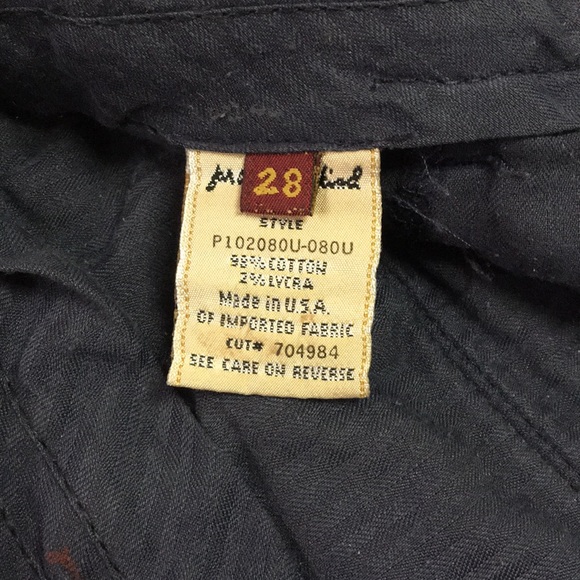 28
STYLE
P102080U-080U
98% COTTON
2% LYCRA
Made in U.S.A.
OF IMPORTED FABRIC
CUT# 704984
SEE CARE ON REVERSE